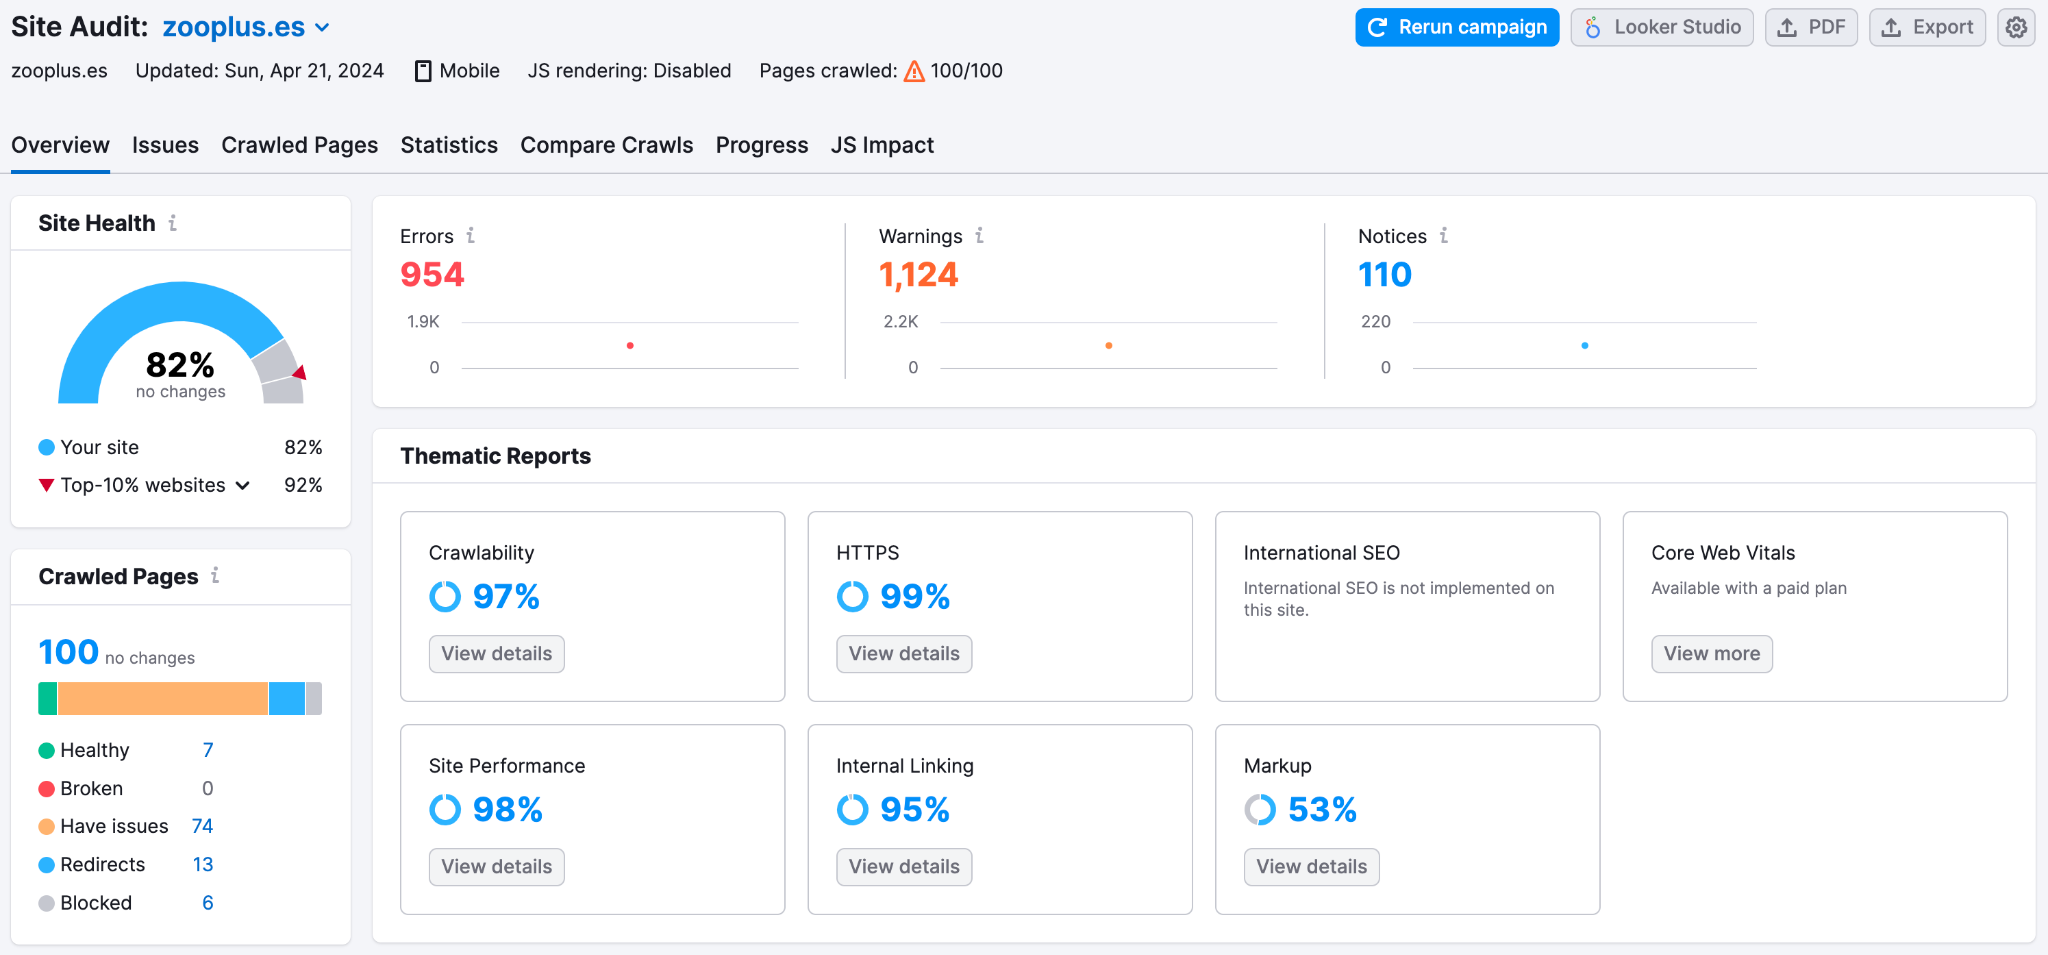 Site Audit: zooplus.es
Rerun campaign
Looker Studio
PDF
Export
zooplus.es Updated: Sun, Apr 21, 2024 Mobile JS rendering: Disabled Pages crawled: 100/100
Overview Issues Crawled Pages Statistics Compare Crawls Progress JS Impact
Site Health i
82%
no changes
Your site 82%
Top-10% websites 92%
Crawled Pages i
100 no changes
Healthy 7
Broken 0
Have issues 74
Redirects 13
Blocked 6
Errors i
954
1.9K
0
Warnings i
1,124
2.2K
0
Notices i
110
220
0
Thematic Reports
Crawlability
97%
View details
HTTPS
99%
View details
International SEO
International SEO is not implemented on
this site.
Core Web Vitals
Available with a paid plan
View more
Site Performance
98%
View details
Internal Linking
95%
View details
Markup
53%
View details